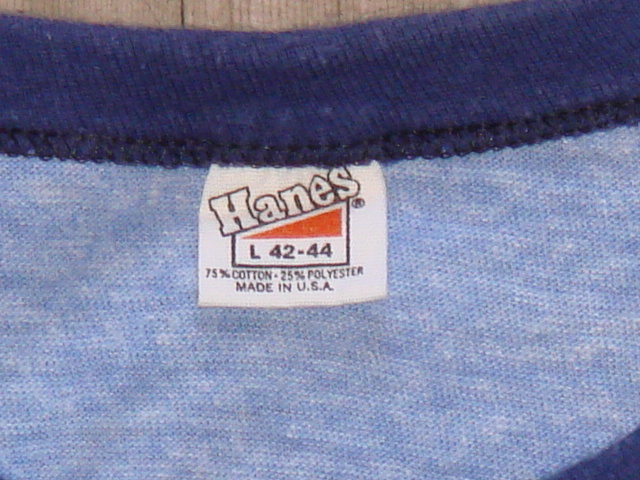 Hanes®
L 42-44
75% COTTON - 25% POLYESTER
MADE IN U.S.A.